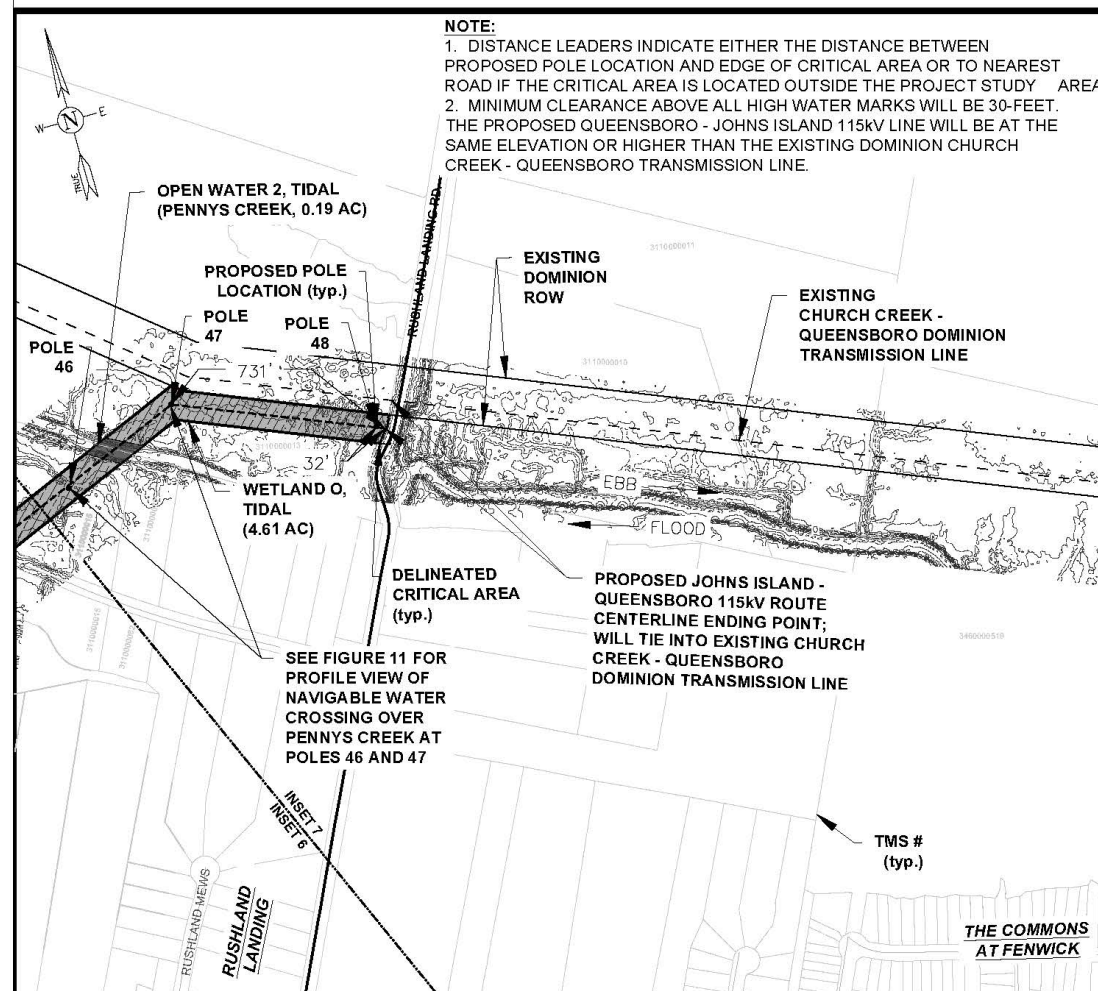 NOTE:
1. DISTANCE LEADERS INDICATE EITHER THE DISTANCE BETWEEN
PROPOSED POLE LOCATION AND EDGE OF CRITICAL AREA OR TO NEAREST
ROAD IF THE CRITICAL AREA IS LOCATED OUTSIDE THE PROJECT STUDY AREA
2. MINIMUM CLEARANCE ABOVE ALL HIGH WATER MARKS WILL BE 30-FEET.
THE PROPOSED QUEENSBORO - JOHNS ISLAND 115kV LINE WILL BE AT THE
SAME ELEVATION OR HIGHER THAN THE EXISTING DOMINION CHURCH
CREEK - QUEENSBORO TRANSMISSION LINE.
W
N
E
TRUE
OPEN WATER 2, TIDAL
(PENNYS CREEK, 0.19 AC)
RUSHLAND LANDING RD.
3110000011
PROPOSED POLE
LOCATION (typ.)
EXISTING
DOMINION
ROW
EXISTING
CHURCH CREEK -
QUEENSBORO DOMINION
TRANSMISSION LINE
POLE
47
POLE
48
POLE
46
731'
3110000010
3110000013
32'
WETLAND O,
TIDAL
(4.61 AC)
EBB
FLOOD
DELINEATED
CRITICAL AREA
(typ.)
PROPOSED JOHNS ISLAND -
QUEENSBORO 115kV ROUTE
CENTERLINE ENDING POINT;
WILL TIE INTO EXISTING CHURCH
CREEK - QUEENSBORO
DOMINION TRANSMISSION LINE
SEE FIGURE 11 FOR
PROFILE VIEW OF
NAVIGABLE WATER
CROSSING OVER
PENNYS CREEK AT
POLES 46 AND 47
INSET 7
INSET 6
TMS #
(typ.)
RUSHLAND MEWS
RUSHLAND
LANDING
THE COMMONS
AT FENWICK